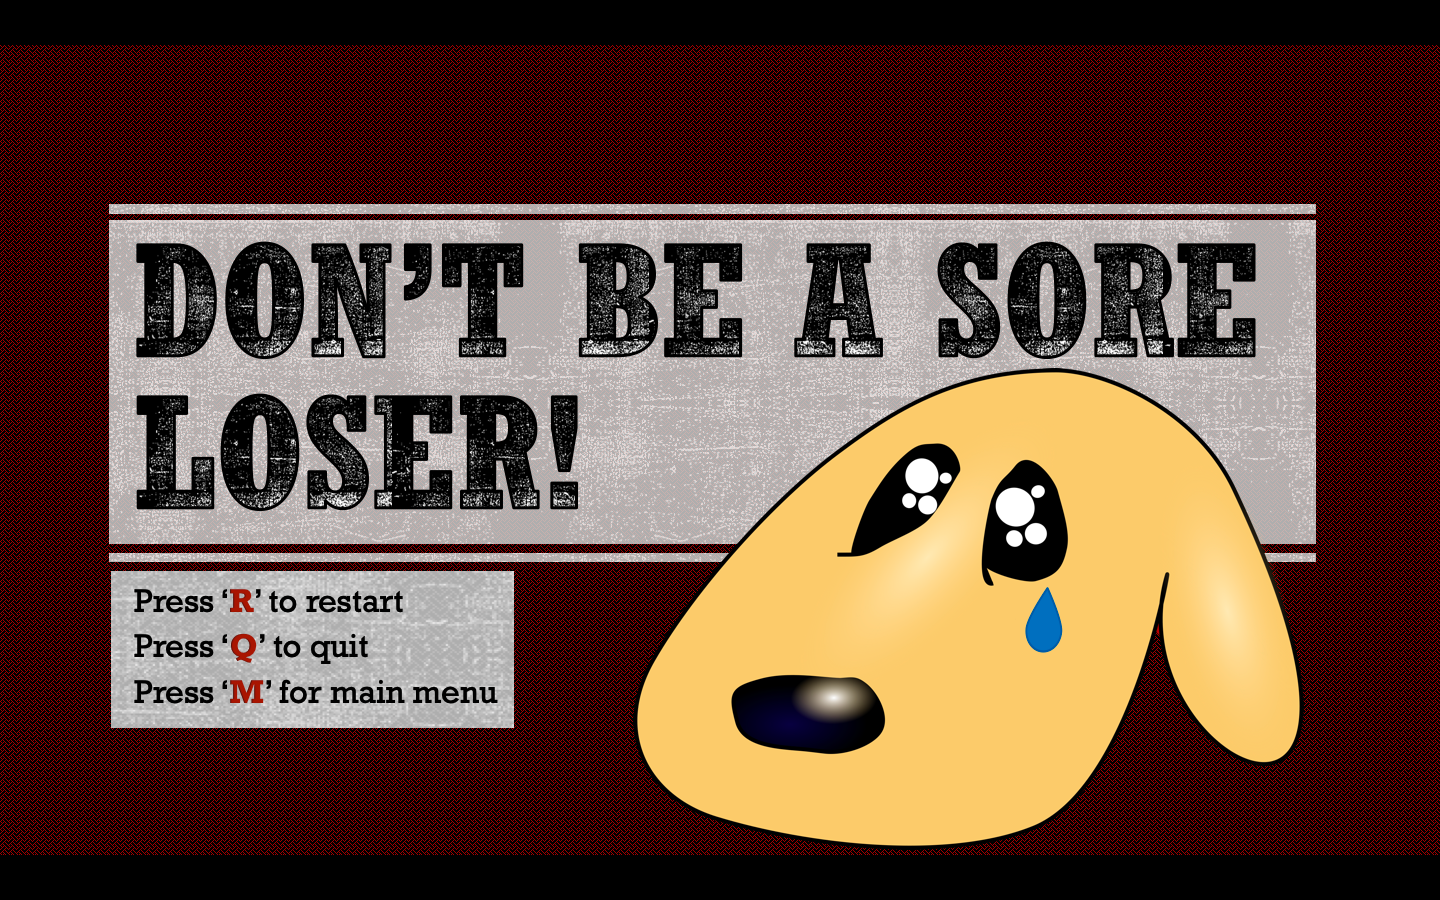 DON’T BE A SORE
LOSER!
Press ‘R’ to restart
Press ‘Q’ to quit
Press ‘M’ for main menu